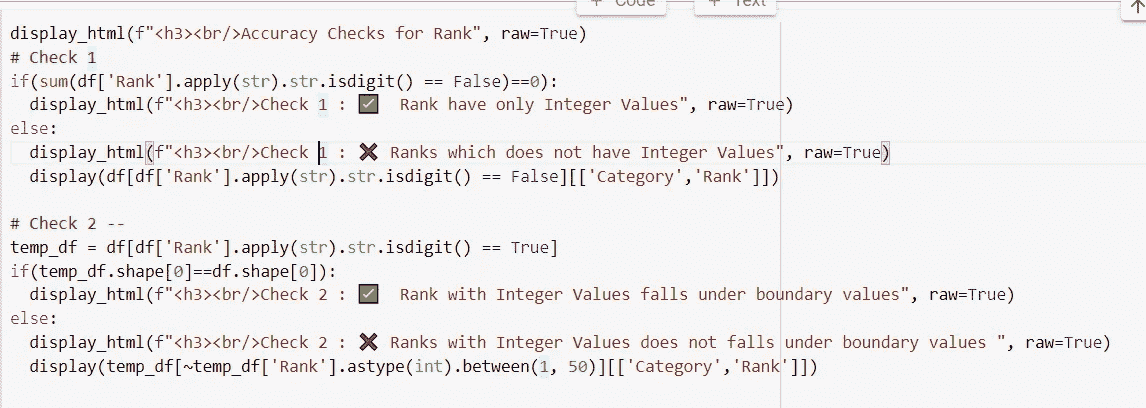 + Code + Text
display_html(f"<h3><br/>Accuracy Checks for Rank", raw=True)
# Check 1
if(sum(df['Rank'].apply(str).str.isdigit() == False)==0):
  display_html(f"<h3><br/>Check 1 : ✅  Rank have only Integer Values", raw=True)
else:
  display_html(f"<h3><br/>Check 1 : ❌ Ranks which does not have Integer Values", raw=True)
  display(df[df['Rank'].apply(str).str.isdigit() == False][['Category','Rank']])
# Check 2 --
temp_df = df[df['Rank'].apply(str).str.isdigit() == True]
if(temp_df.shape[0]==df.shape[0]):
  display_html(f"<h3><br/>Check 2 : ✅  Rank with Integer Values falls under boundary values", raw=True)
else:
  display_html(f"<h3><br/>Check 2 : ❌ Ranks with Integer Values does not falls under boundary values ", raw=True)
  display(temp_df[~temp_df['Rank'].astype(int).between(1, 50)][['Category','Rank']])